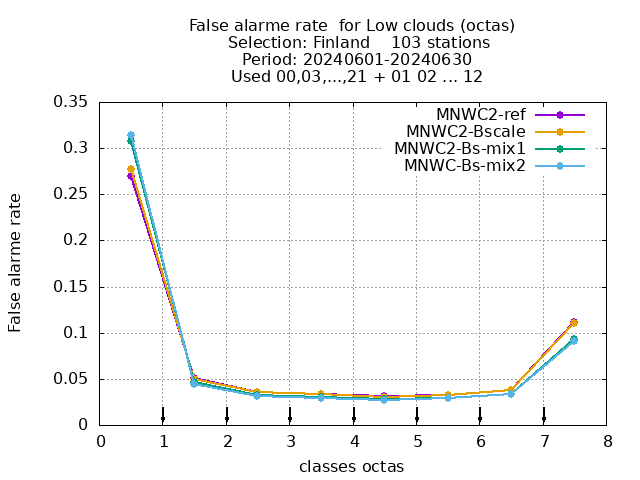 False alarme rate  for Low clouds (octas)
Selection: Finland    103 stations
Period: 20240601-20240630
Used 00,03,...,21 + 01 02 ... 12
MNWC2-ref
MNWC2-Bscale
MNWC2-Bs-mix1
MNWC-Bs-mix2
False alarme rate
0.35
0.3
0.25
0.2
0.15
0.1
0.05
0
0 1 2 3 4 5 6 7 8
classes octas